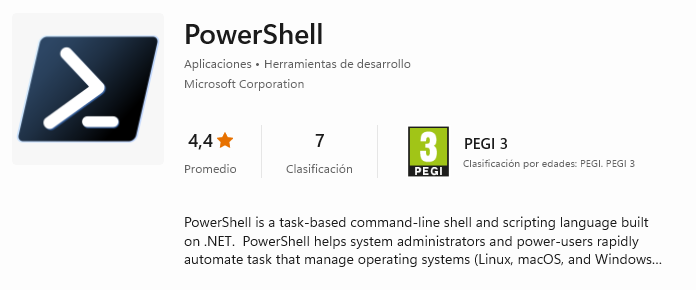 PowerShell
Aplicaciones • Herramientas de desarrollo
Microsoft Corporation
4,4
Promedio
7
Clasificación
3
PEGI
PEGI 3
Clasificación por edades: PEGI. PEGI 3
PowerShell is a task-based command-line shell and scripting language built
on .NET.  PowerShell helps system administrators and power-users rapidly
automate task that manage operating systems (Linux, macOS, and Windows...